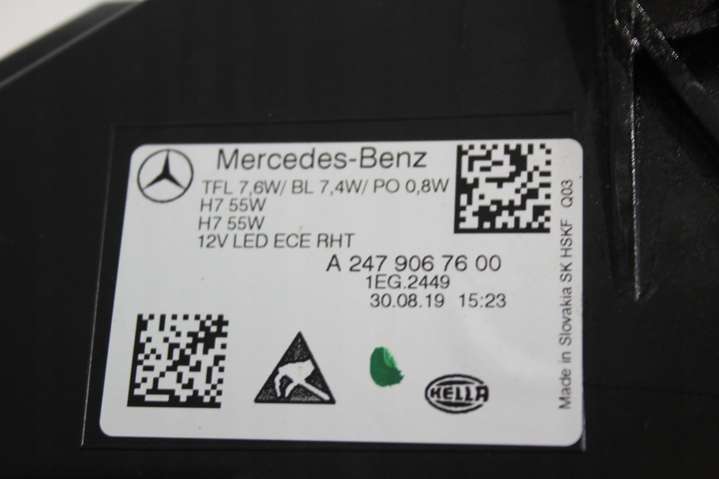 Mercedes-Benz
TFL 7,6W/ BL 7,4W/ PO 0,8W
H7 55W
H7 55W
12V LED ECE RHT
A 247 906 76 00
1EG.2449
30.08.19 15:23
HELLA
Made in Slovakia SK HSKF Q03